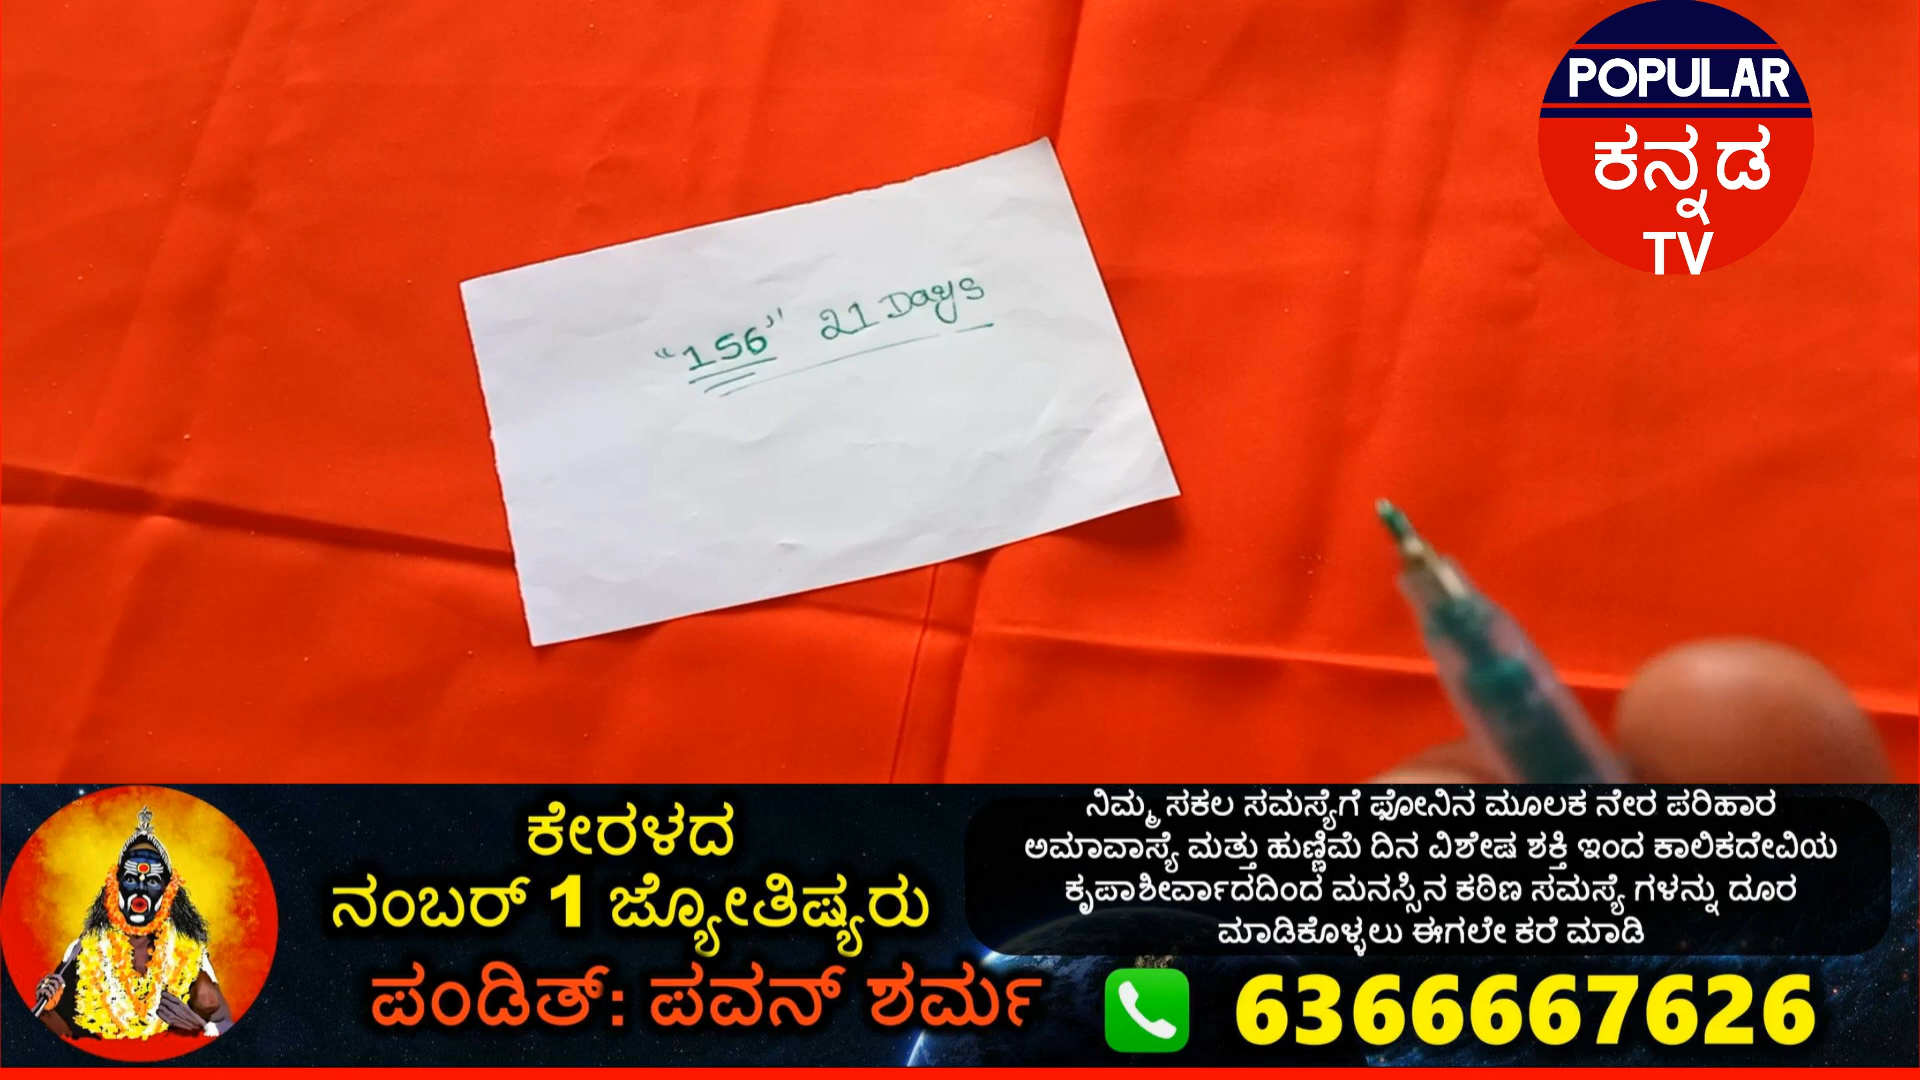 POPULAR
ಕನ್ನಡ
TV
"156" 21 Days
ಕೇರಳದ
ನಂಬರ್ 1 ಜ್ಯೋತಿಷ್ಯರು
ಪಂಡಿತ್: ಪವನ್ ಶರ್ಮ
ನಿಮ್ಮ ಸಕಲ ಸಮಸ್ಯೆಗೆ ಫೋನಿನ ಮೂಲಕ ನೇರ ಪರಿಹಾರ
ಅಮಾವಾಸ್ಯೆ ಮತ್ತು ಹುಣ್ಣಿಮೆ ದಿನ ವಿಶೇಷ ಶಕ್ತಿ ಇಂದ ಕಾಲಿಕದೇವಿಯ
ಕೃಪಾಶೀರ್ವಾದದಿಂದ ಮನಸ್ಸಿನ ಕಠಿಣ ಸಮಸ್ಯೆ ಗಳನ್ನು ದೂರ
ಮಾಡಿಕೊಳ್ಳಲು ಈಗಲೇ ಕರೆ ಮಾಡಿ
6366667626